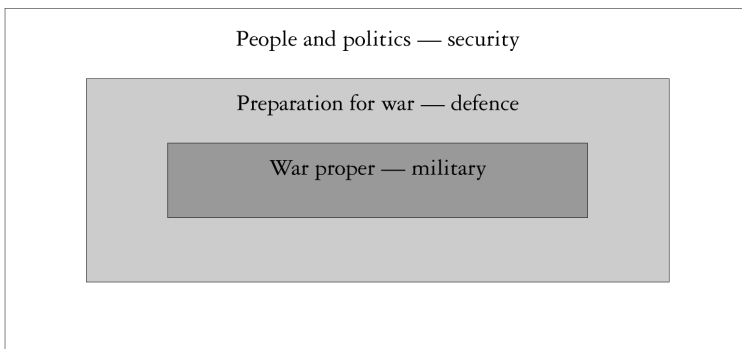 People and politics — security
Preparation for war — defence
War proper — military